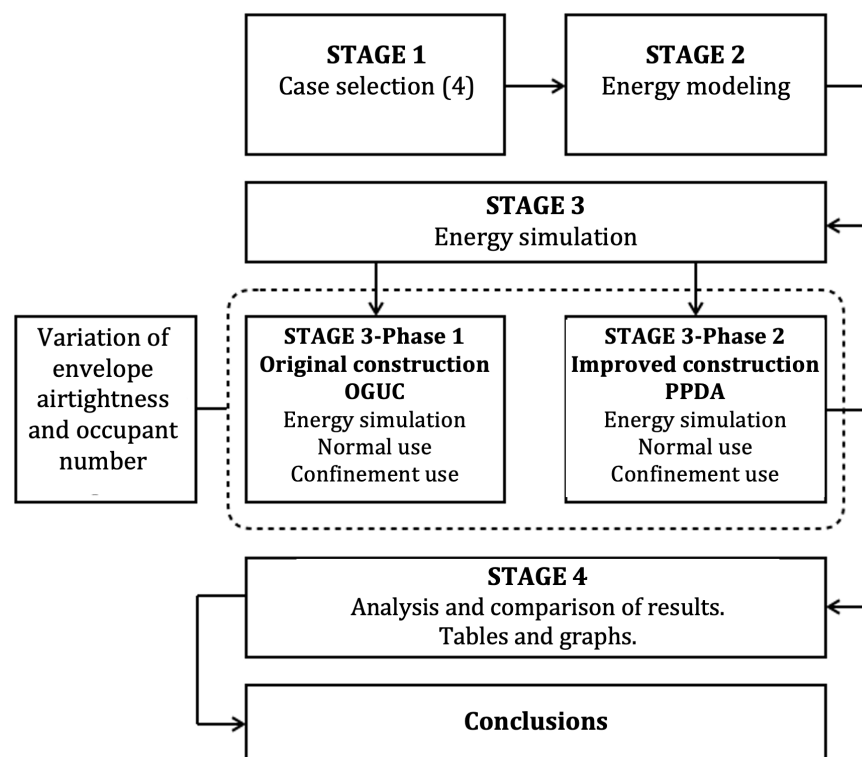 STAGE 1
Case selection (4)
STAGE 2
Energy modeling
STAGE 3
Energy simulation
Variation of
envelope
airtightness
and occupant
number
STAGE 3-Phase 1
Original construction
OGUC
Energy simulation
Normal use
Confinement use
STAGE 3-Phase 2
Improved construction
PPDA
Energy simulation
Normal use
Confinement use
STAGE 4
Analysis and comparison of results.
Tables and graphs.
Conclusions